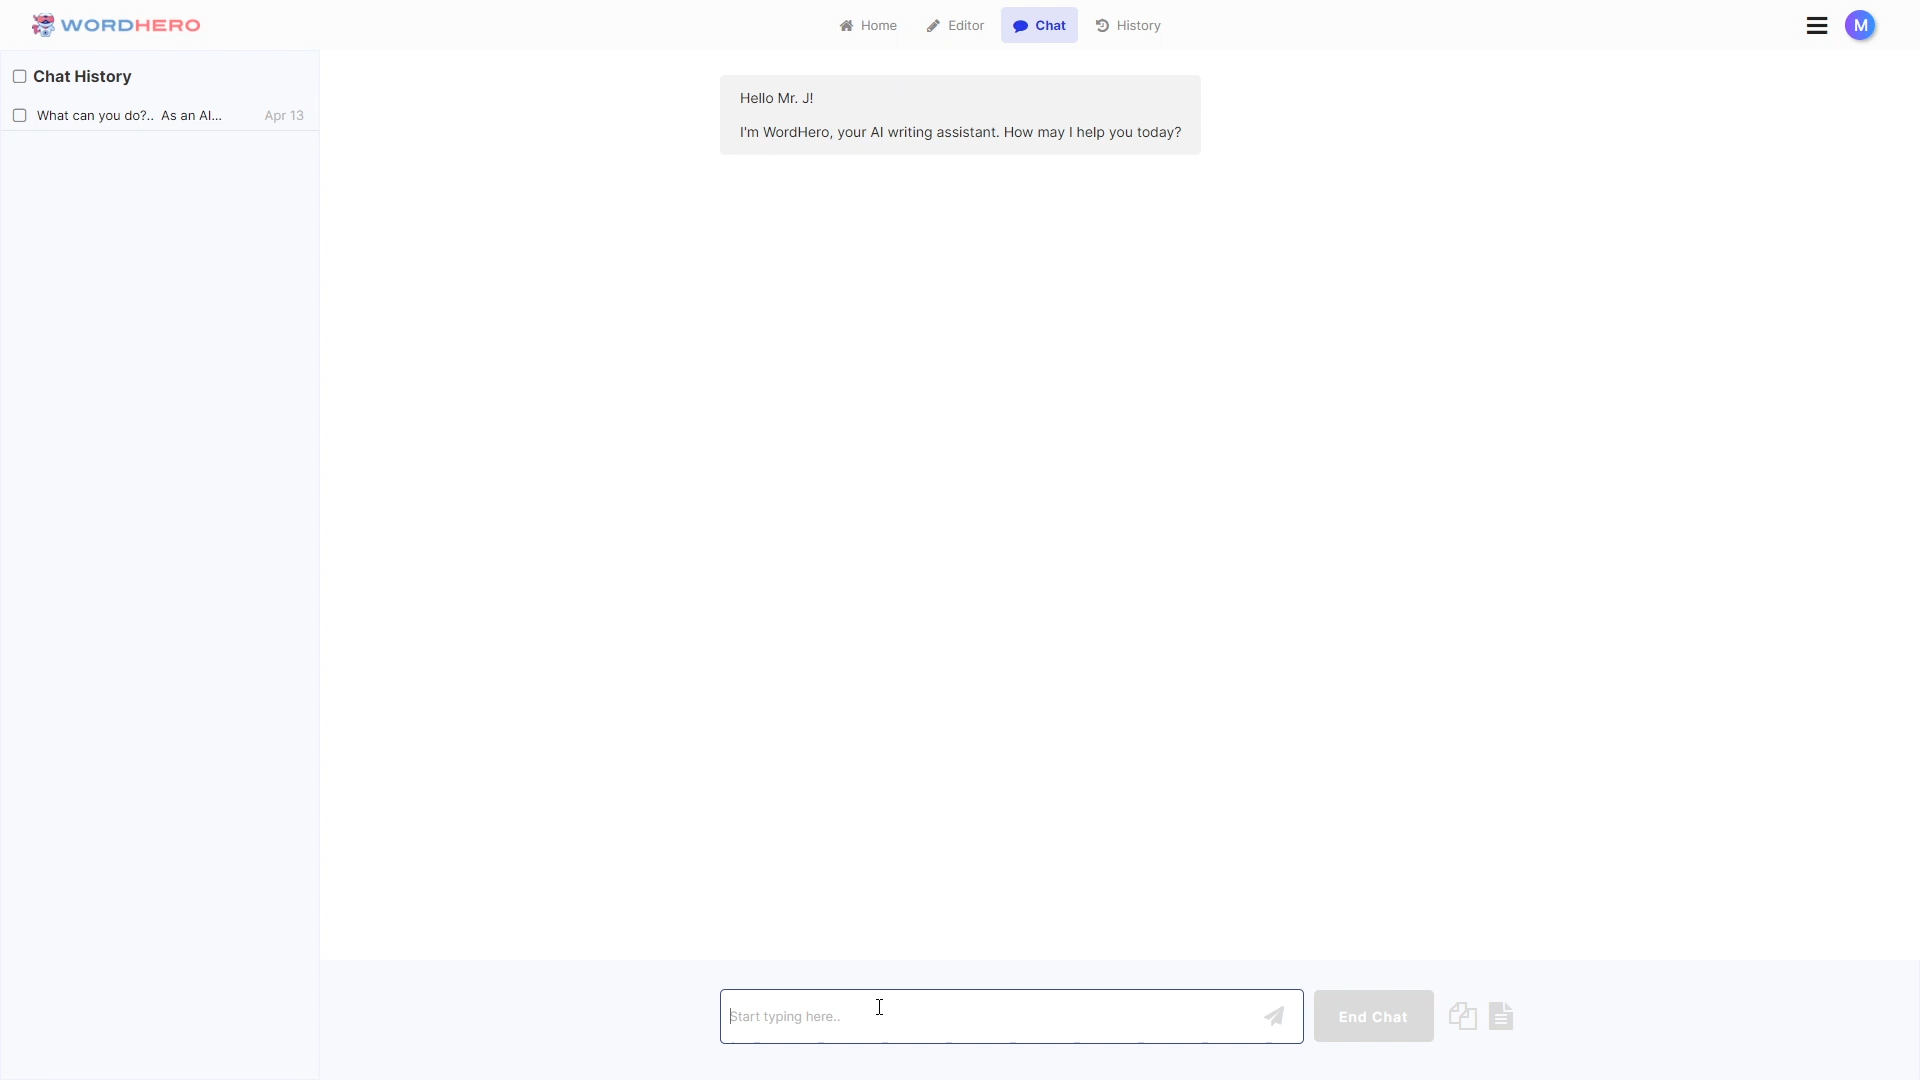 WORDHERO
Home
Editor
Chat
History
M
Chat History
What can you do?.. As an AI... Apr 13
Hello Mr. J!
I'm WordHero, your AI writing assistant. How may I help you today?
Start typing here..
End Chat